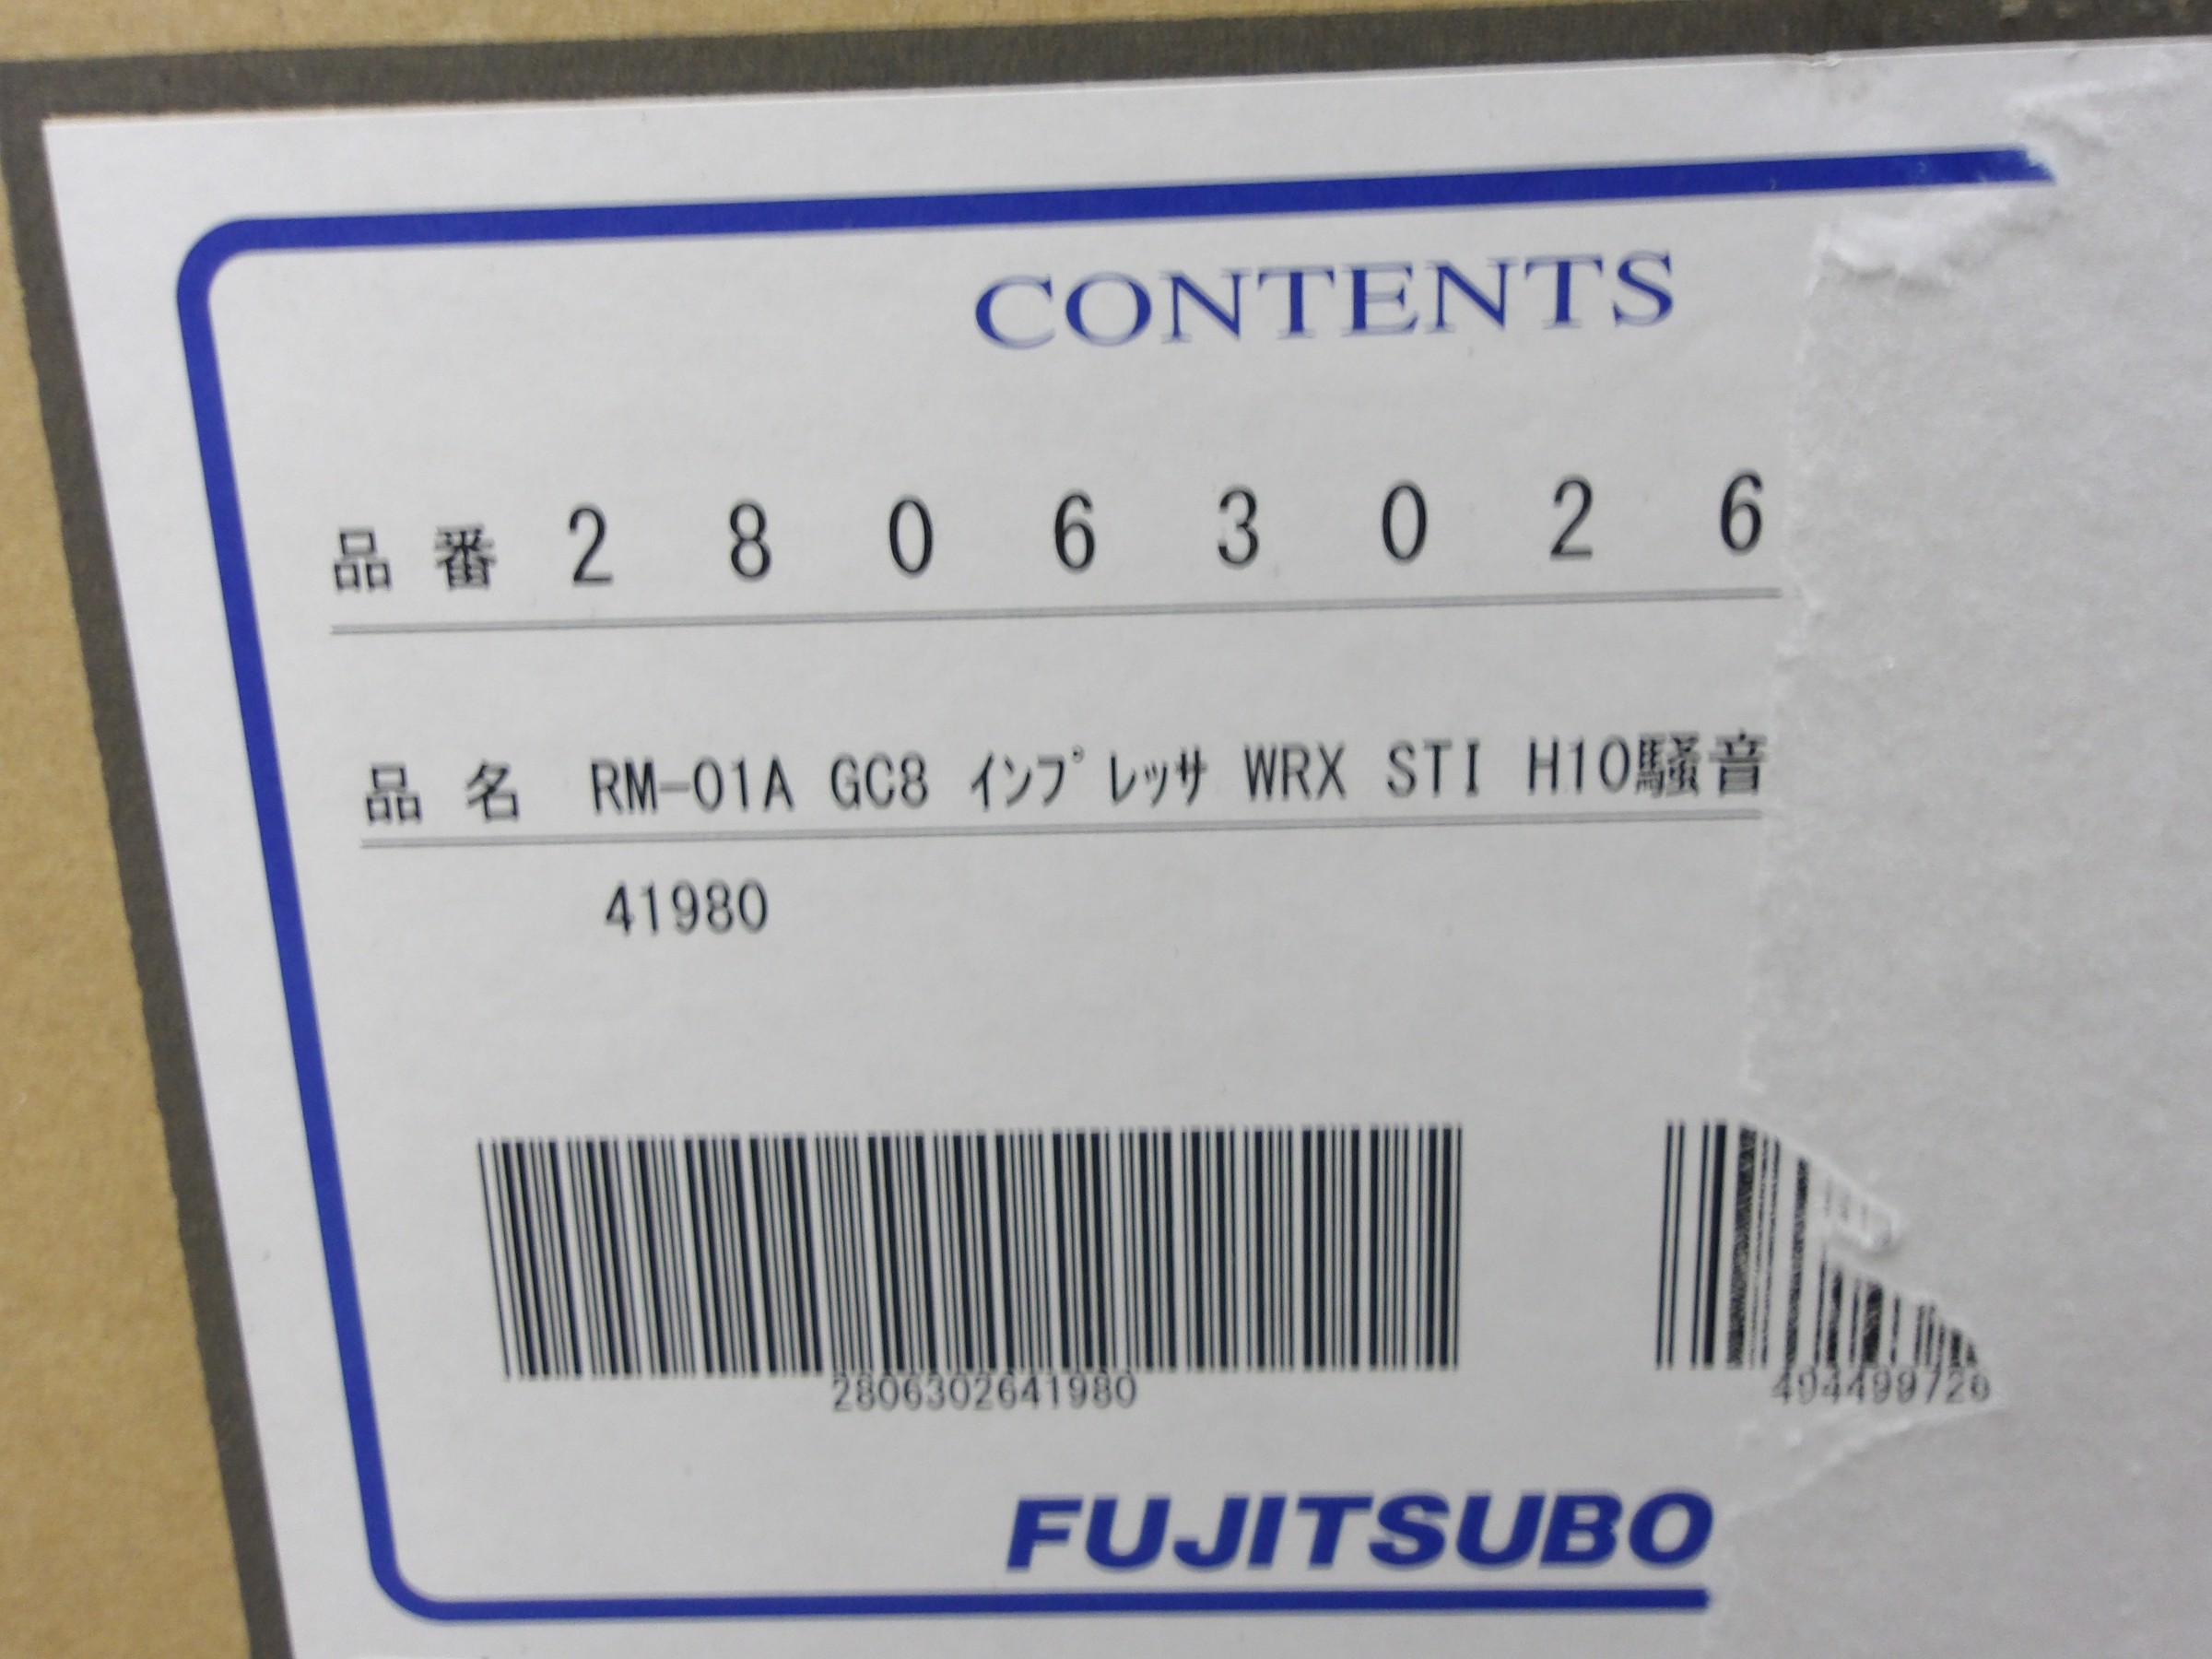 CONTENTS
品 番 2 8 0 6 3 0 2 6
品 名 RM-01A GC8 ｲﾝﾌﾟﾚｯｻ WRX STI H10騒音
41980
2806302641980
FUJITSUBO